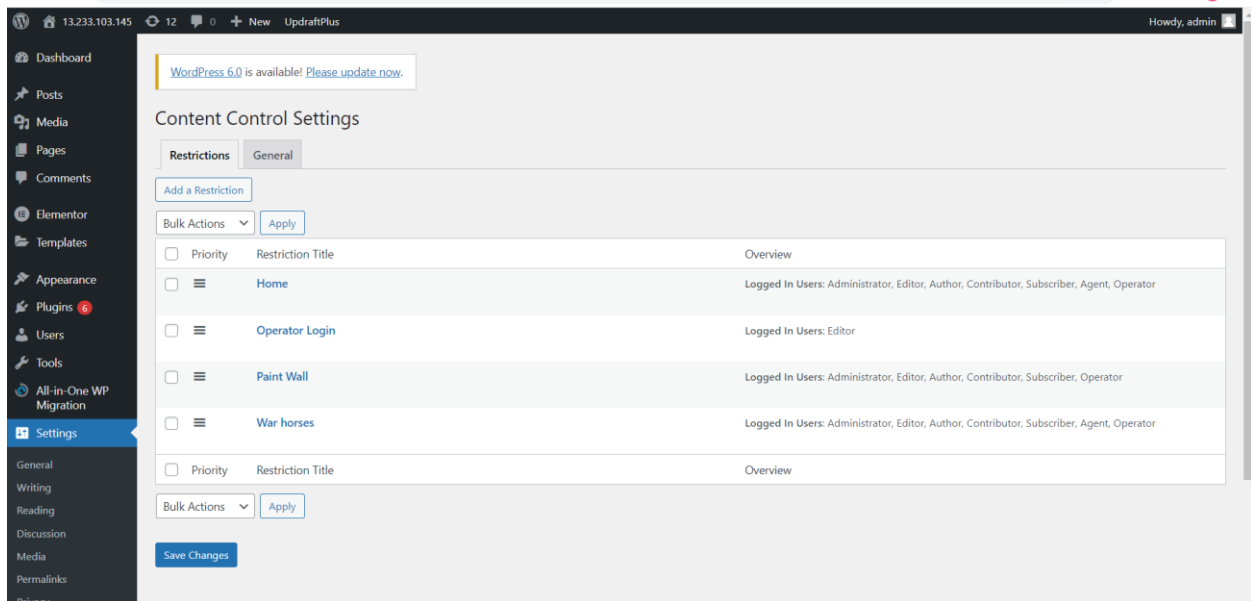 13.233.103.145 12 0 New UpdraftPlus Howdy, admin
Dashboard
Posts
Media
Pages
Comments
Elementor
Templates
Appearance
Plugins 6
Users
Tools
All-in-One WP
Migration
Settings
General
Writing
Reading
Discussion
Media
Permalinks
WordPress 6.0 is available! Please update now.
Content Control Settings
Restrictions General
Add a Restriction
Bulk Actions Apply
Priority Restriction Title Overview
Home Logged In Users: Administrator, Editor, Author, Contributor, Subscriber, Agent, Operator
Operator Login Logged In Users: Editor
Paint Wall Logged In Users: Administrator, Editor, Author, Contributor, Subscriber, Operator
War horses Logged In Users: Administrator, Editor, Author, Contributor, Subscriber, Agent, Operator
Priority Restriction Title Overview
Bulk Actions Apply
Save Changes